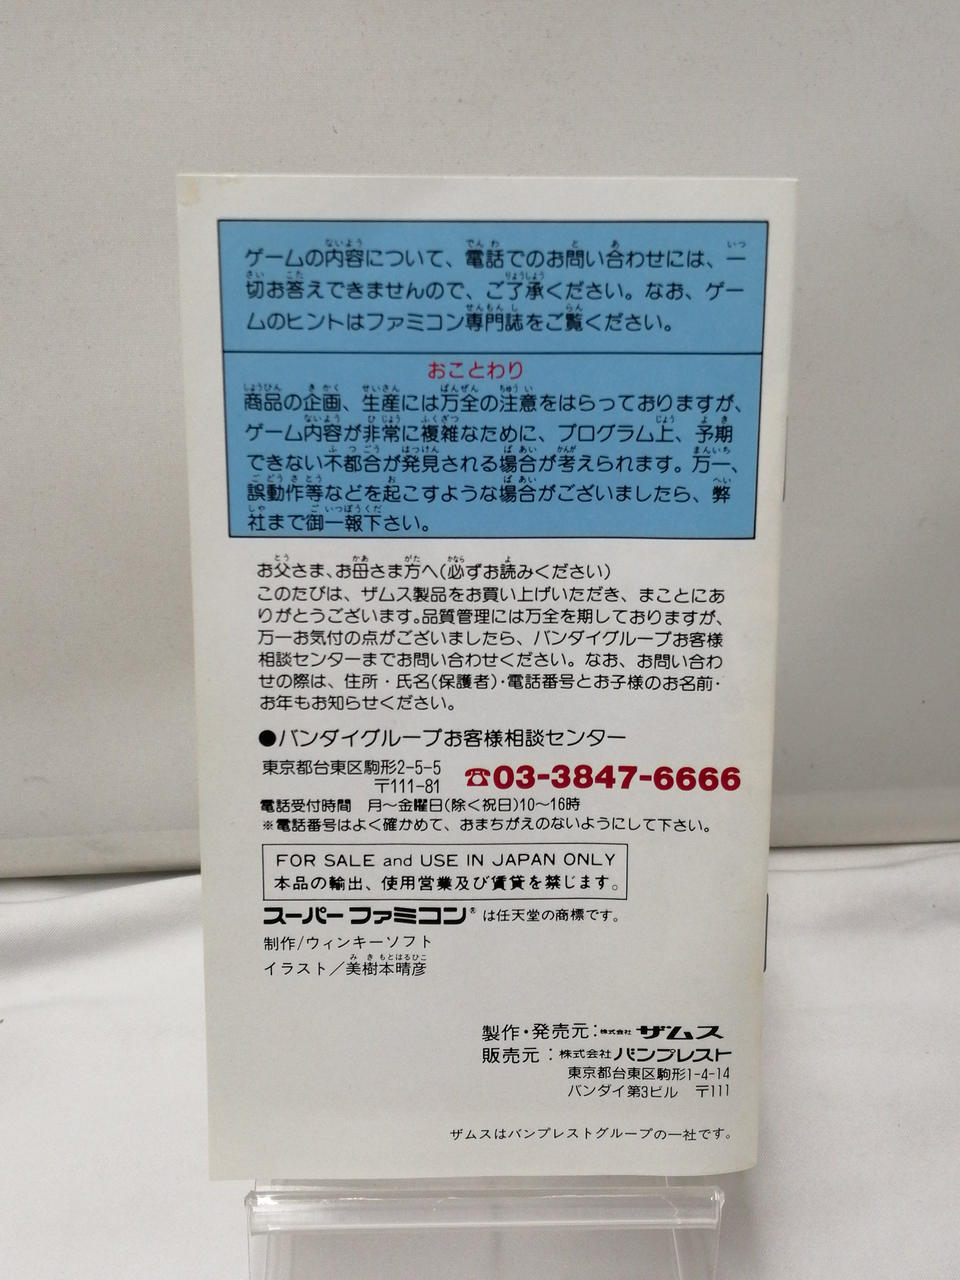 ゲームの内容について、電話でのお問い合わせには、一
切お答えできませんので、ご了承ください。なお、ゲー
ムのヒントはファミコン専門誌をご覧ください。
おことわり
商品の企画、生産には万全の注意をはらっておりますが、
ゲーム内容が非常に複雑なために、プログラム上、予期
できない不都合が発見される場合が考えられます。万一、
誤動作等などを起こすような場合がございましたら、弊
社まで御一報下さい。
お父さま、お母さま方へ(必ずお読みください)
このたびは、ザムス製品をお買い上げいただき、まことにあ
りがとうございます。品質管理には万全を期しておりますが、
万一お気付の点がございましたら、バンダイグループお客様
相談センターまでお問い合わせください。なお、お問い合わ
せの際は、住所・氏名(保護者)・電話番号とお子様のお名前・
お年もお知らせください。
●バンダイグループお客様相談センター
東京都台東区駒形2-5-5
〒111-81
☎03-3847-6666
電話受付時間 月〜金曜日(除く祝日)10〜16時
※電話番号はよく確かめて、おまちがえのないようにして下さい。
FOR SALE and USE IN JAPAN ONLY
本品の輸出、使用営業及び賃貸を禁じます。
スーパーファミコン®は任天堂の商標です。
制作/ウィンキーソフト
イラスト/美樹本晴彦
製作・発売元:株式会社 ザムス
販売元:株式会社 バンプレスト
東京都台東区駒形1-4-14
バンダイ第3ビル 〒111
ザムスはバンプレストグループの一社です。